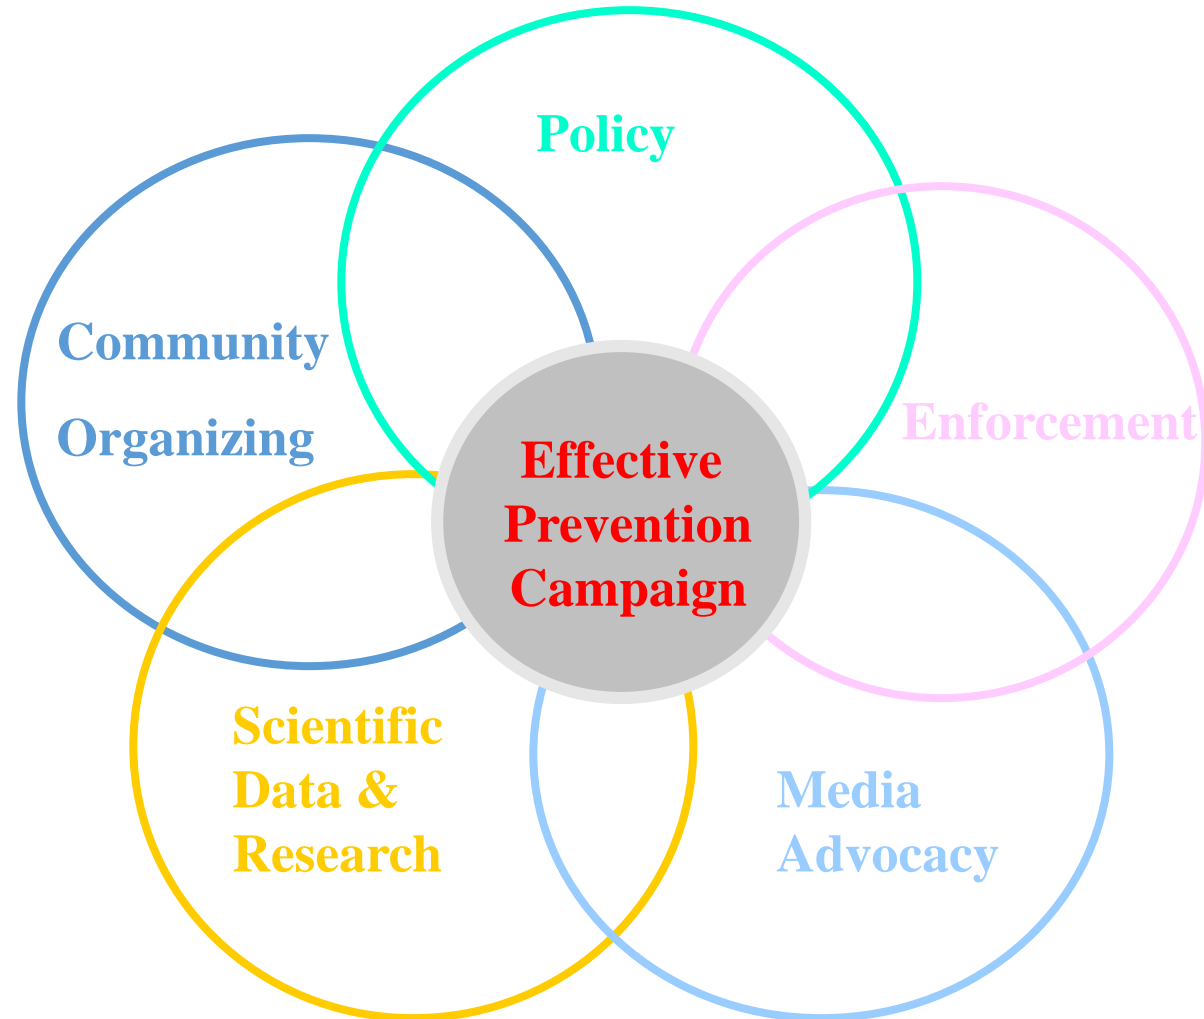 Policy
Community
Organizing
Enforcement
Effective
Prevention
Campaign
Scientific
Data &
Research
Media
Advocacy